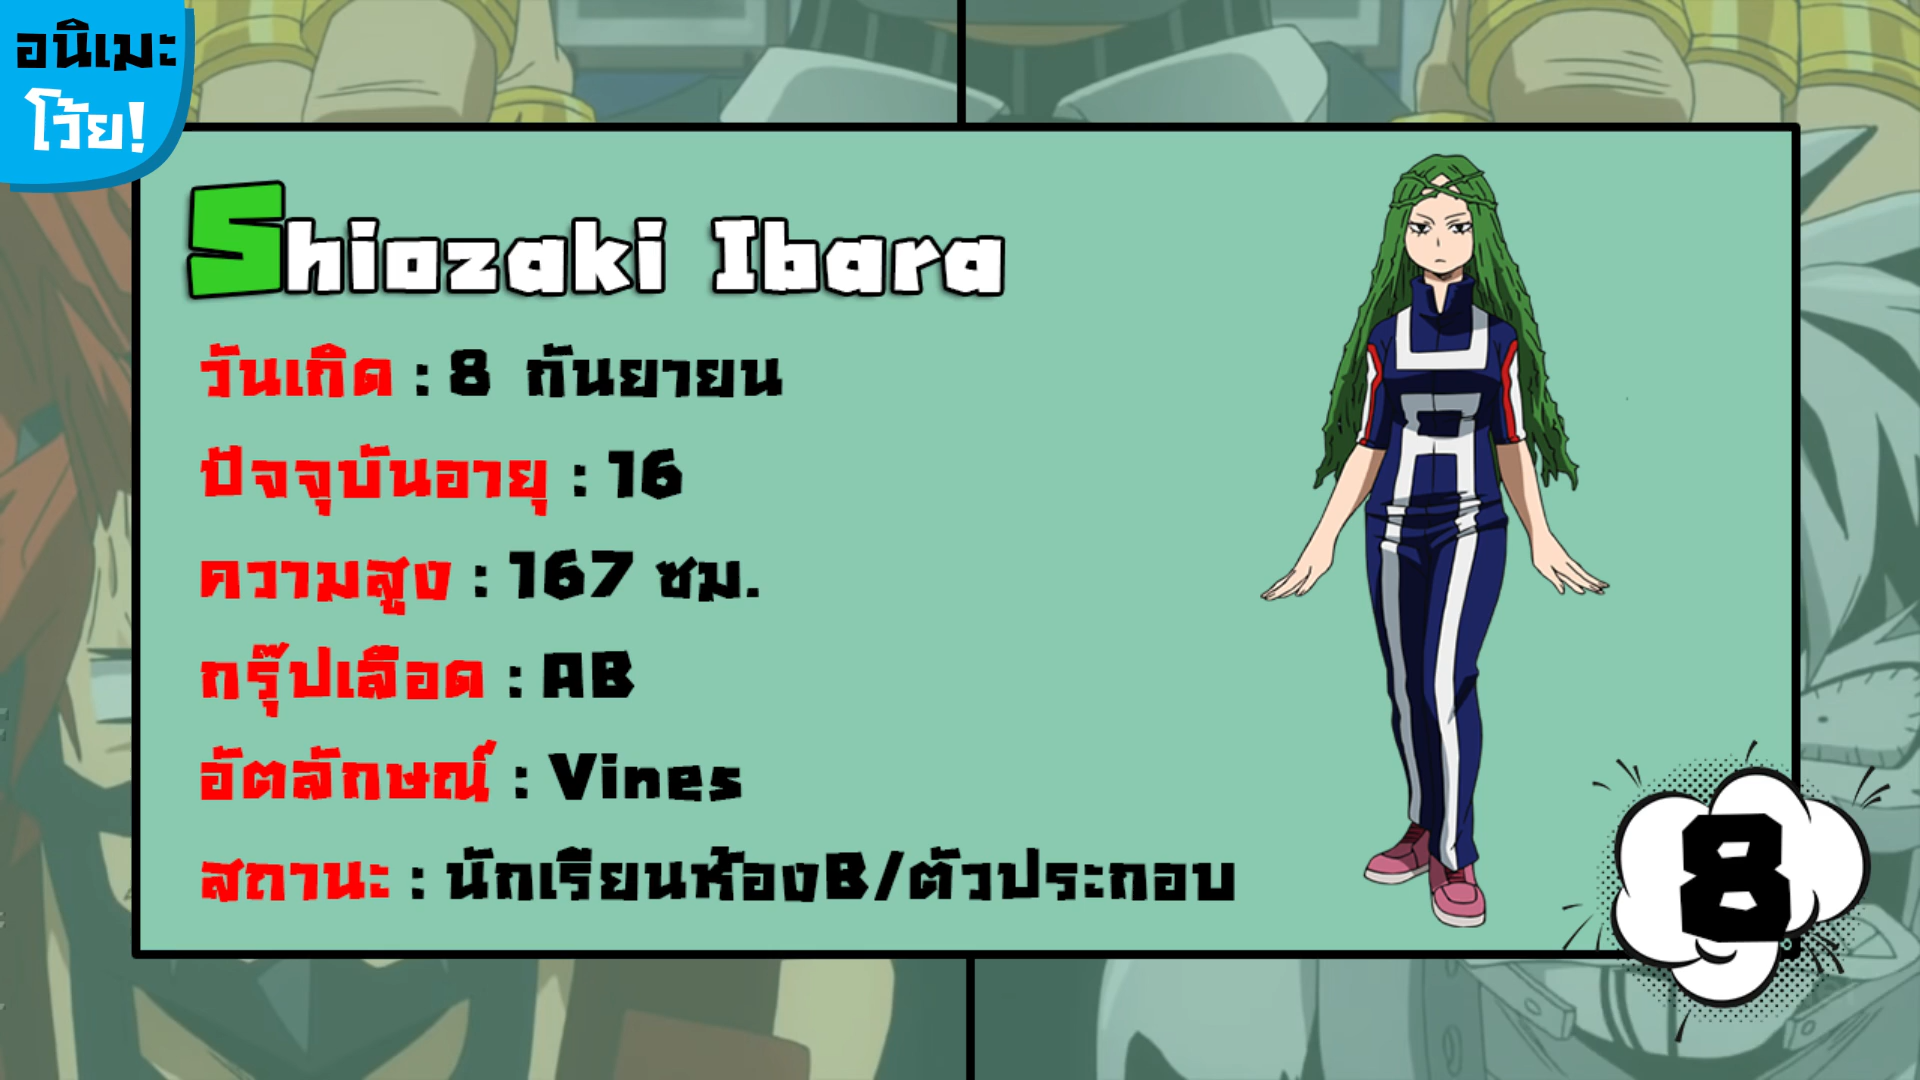 อนิเมะ
โว้ย!
Shiozaki Ibara
วันเกิด : 8 กันยายน
ปัจจุบันอายุ : 16
ความสูง : 167 ซม.
กรุ๊ปเลือด : AB
อัตลักษณ์ : Vines
สถานะ : นักเรียนห้องB/ตัวประกอบ
8